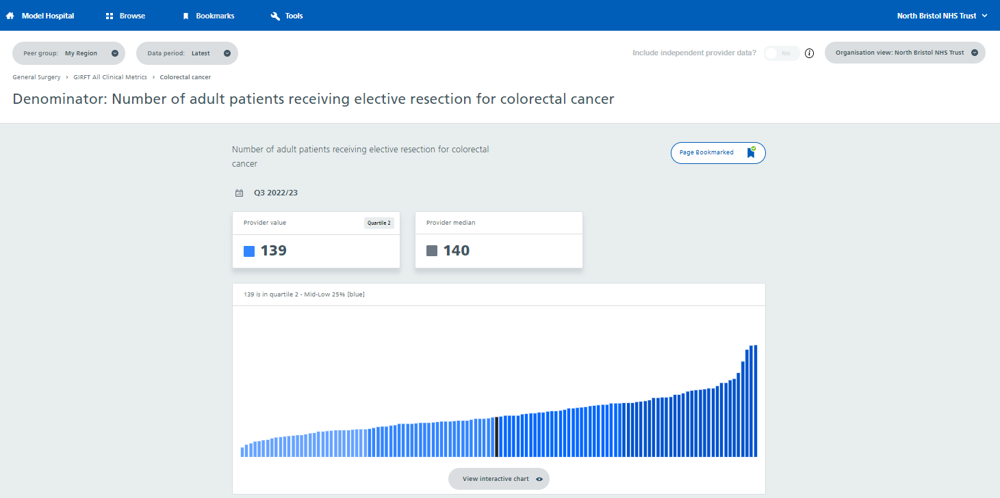 Model Hospital
Browse
Bookmarks
Tools
North Bristol NHS Trust
Peer group: My Region
Data period: Latest
Include independent provider data?
No
i
Organisation view: North Bristol NHS Trust
General Surgery › GIRFT All Clinical Metrics › Colorectal cancer
Denominator: Number of adult patients receiving elective resection for colorectal cancer
Number of adult patients receiving elective resection for colorectal
cancer
Page Bookmarked
Q3 2022/23
Provider value
Quartile 2
139
Provider median
140
139 is in quartile 2 - Mid-Low 25% [blue]
View interactive chart